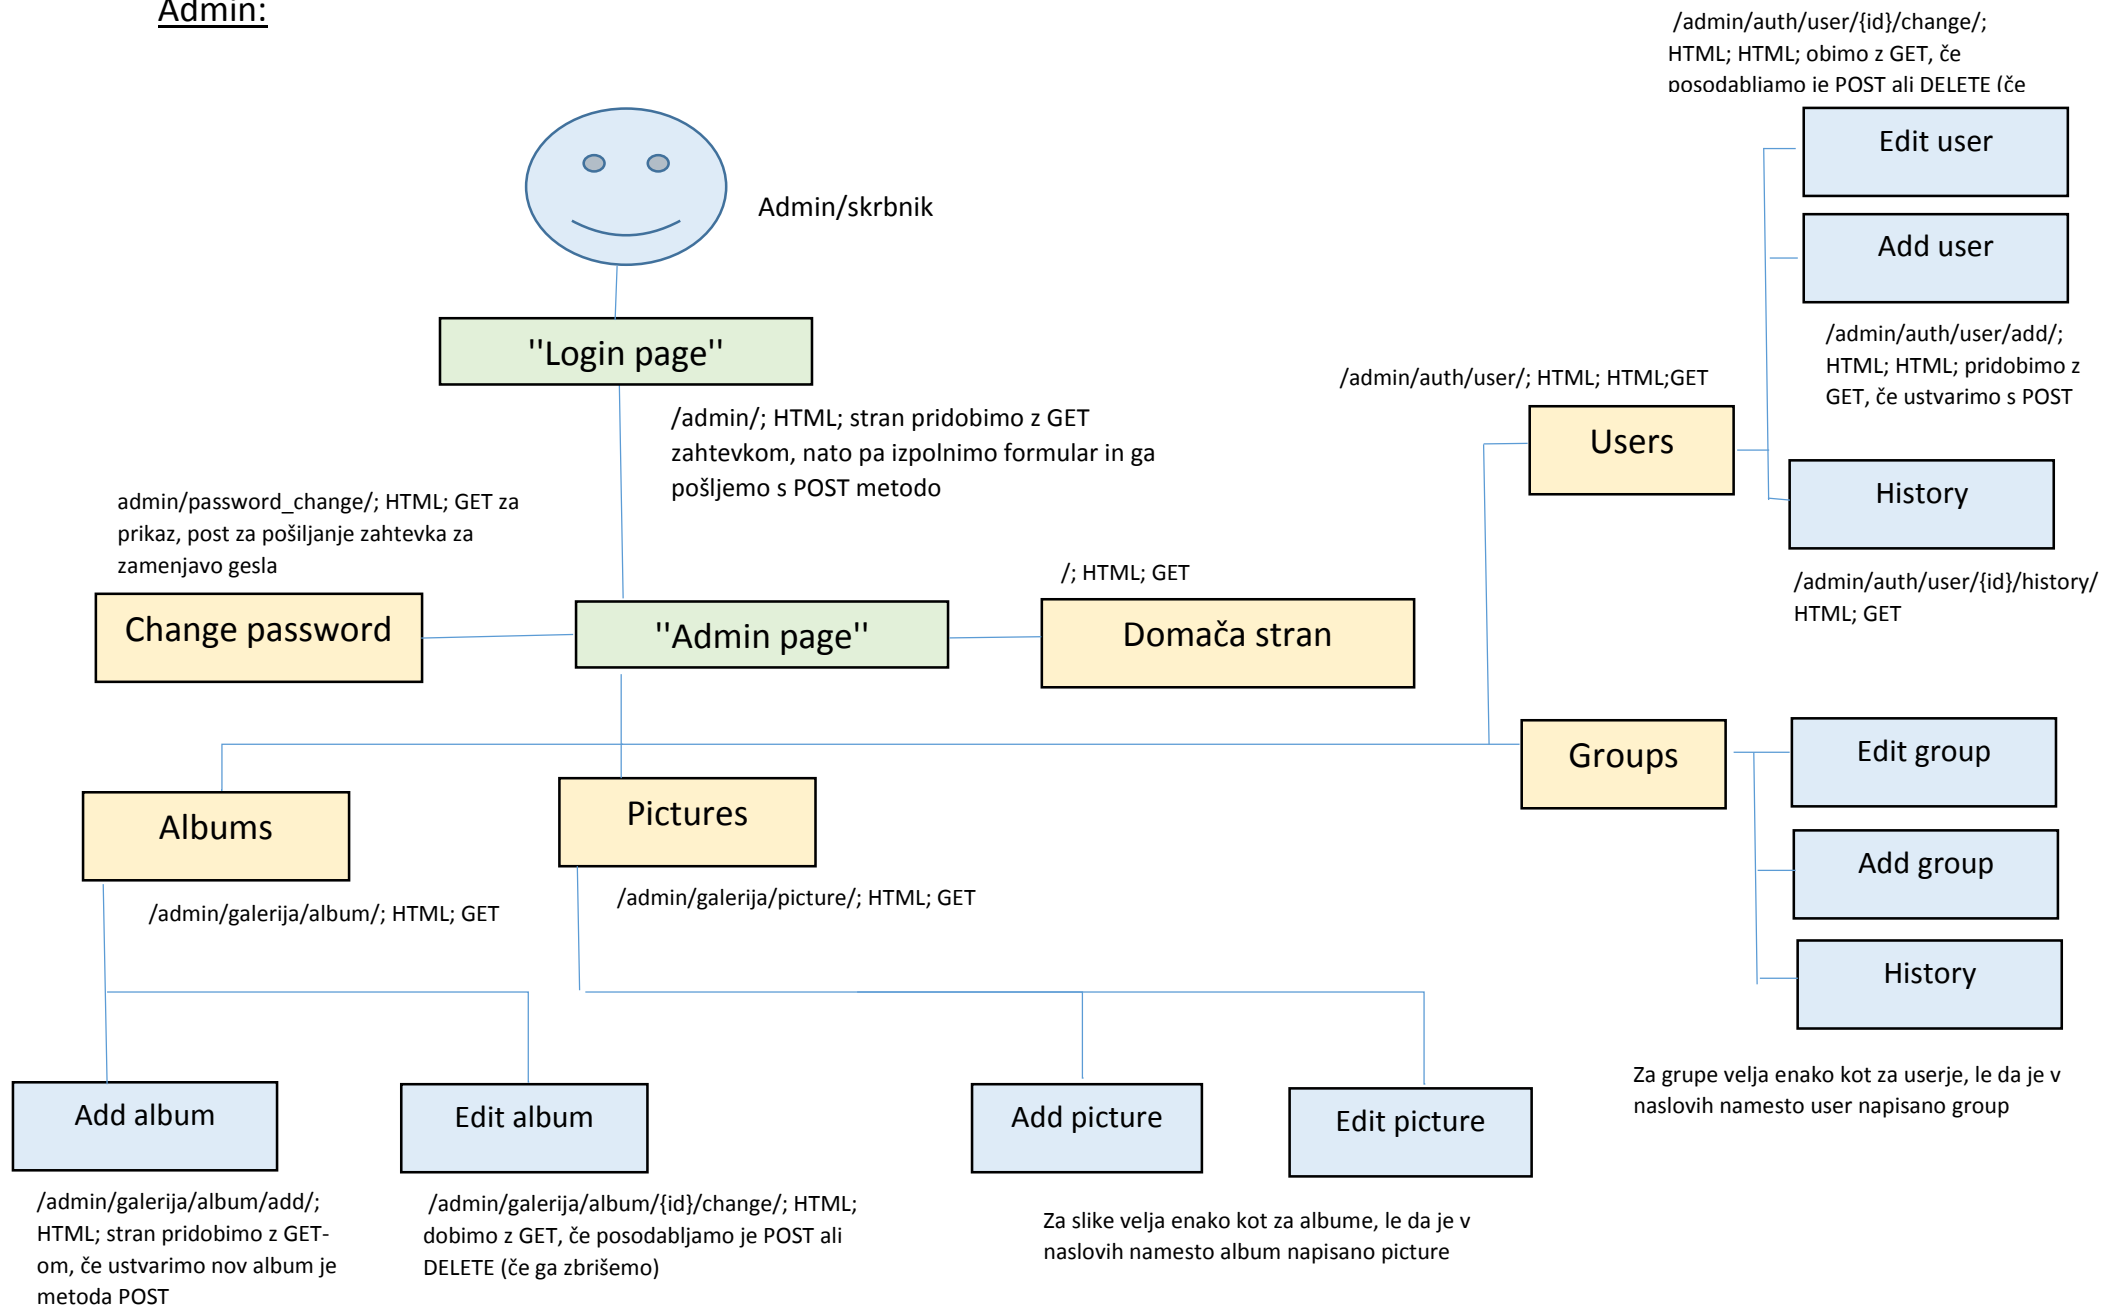 Admin:
/admin/auth/user/{id}/change/;
HTML; HTML; obimo z GET, če
posodabljamo je POST ali DELETE (če
Edit user
Admin/skrbnik
Add user
/admin/auth/user/add/;
HTML; HTML; pridobimo z
GET, če ustvarimo s POST
"Login page"
/admin/auth/user/; HTML; HTML;GET
/admin/; HTML; stran pridobimo z GET
zahtevkom, nato pa izpolnimo formular in ga
pošljemo s POST metodo
Users
History
/admin/auth/user/{id}/history/
HTML; GET
admin/password_change/; HTML; GET za
prikaz, post za pošiljanje zahtevka za
zamenjavo gesla
/; HTML; GET
Change password
"Admin page"
Domača stran
Groups
Edit group
Add group
History
Za grupe velja enako kot za userje, le da je v
naslovih namesto user napisano group
Albums
Pictures
/admin/galerija/album/; HTML; GET
/admin/galerija/picture/; HTML; GET
Add album
Edit album
Add picture
Edit picture
/admin/galerija/album/add/;
HTML; stran pridobimo z GET-
om, če ustvarimo nov album je
metoda POST
/admin/galerija/album/{id}/change/; HTML;
dobimo z GET, če posodabljamo je POST ali
DELETE (če ga zbrišemo)
Za slike velja enako kot za albume, le da je v
naslovih namesto album napisano picture